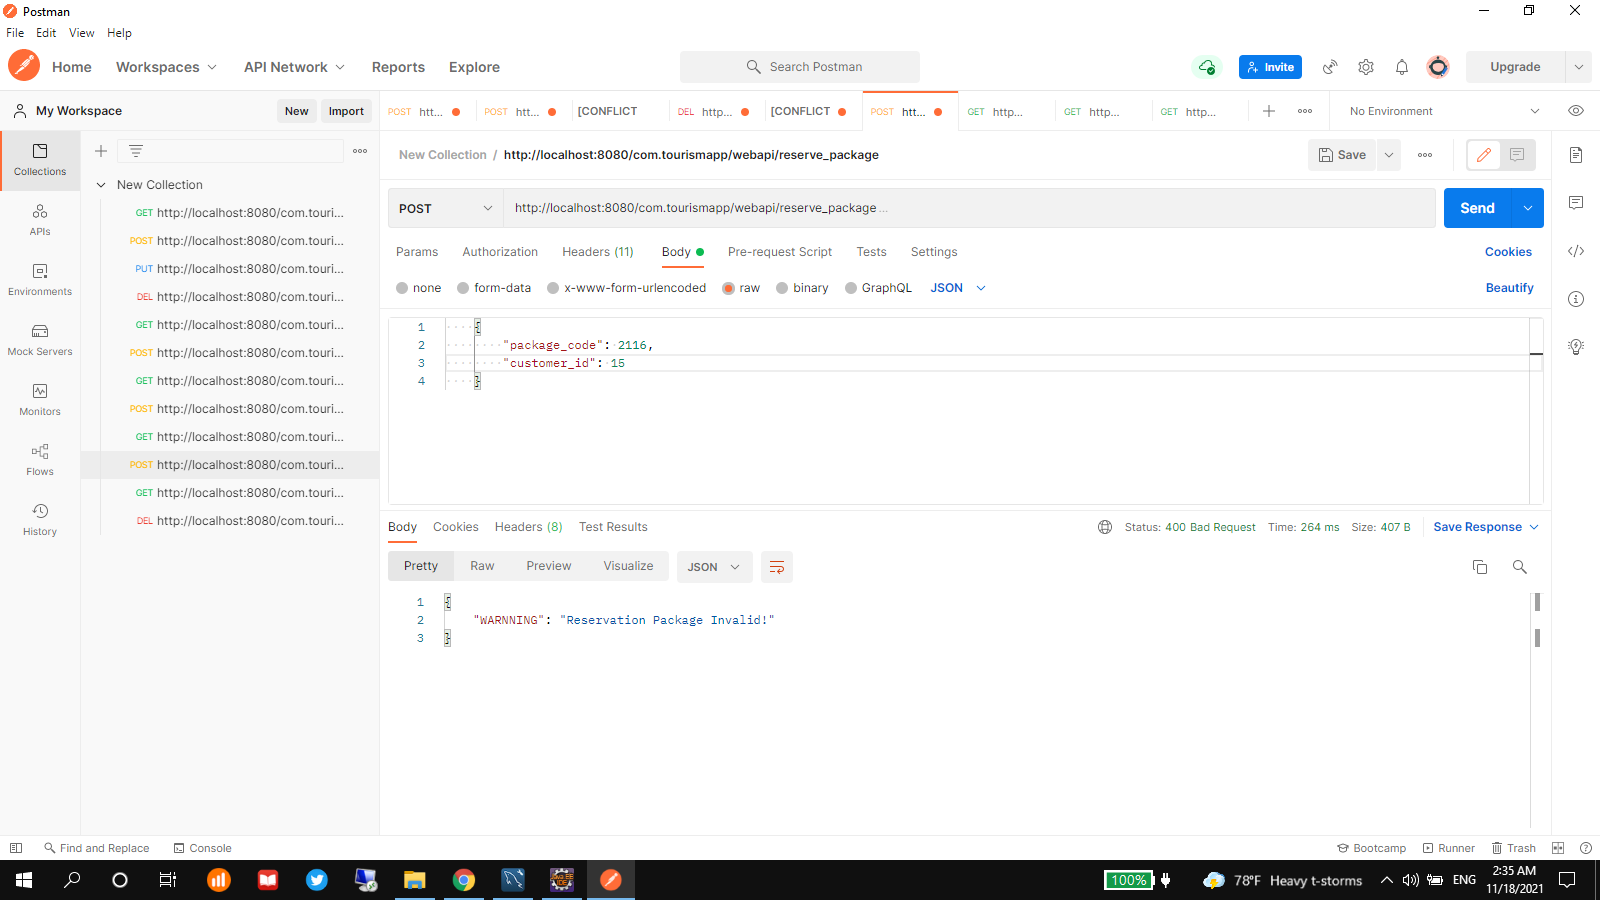 Postman
File Edit View Help
Home Workspaces API Network Reports Explore
Search Postman
Invite
Upgrade
My Workspace
New Import
POST htt...
POST htt...
[CONFLICT
DEL http...
[CONFLICT
POST htt...
GET http...
GET http...
GET http...
No Environment
Collections
APIs
Environments
Mock Servers
Monitors
Flows
History
New Collection
GET http://localhost:8080/com.touri...
POST http://localhost:8080/com.touri...
PUT http://localhost:8080/com.touri...
DEL http://localhost:8080/com.touri...
GET http://localhost:8080/com.touri...
POST http://localhost:8080/com.touri...
GET http://localhost:8080/com.touri...
POST http://localhost:8080/com.touri...
GET http://localhost:8080/com.touri...
POST http://localhost:8080/com.touri...
GET http://localhost:8080/com.touri...
DEL http://localhost:8080/com.touri...
New Collection / http://localhost:8080/com.tourismapp/webapi/reserve_package
Save
POST http://localhost:8080/com.tourismapp/webapi/reserve_package ...
Send
Params Authorization Headers (11) Body Pre-request Script Tests Settings
Cookies
none form-data x-www-form-urlencoded raw binary GraphQL JSON
Beautify
1 {
2 "package_code": 2116,
3 "customer_id": 15
4 }
Body Cookies Headers (8) Test Results
Status: 400 Bad Request Time: 264 ms Size: 407 B Save Response
Pretty Raw Preview Visualize JSON
1 {
2 "WARNNING": "Reservation Package Invalid!"
3 }
Find and Replace Console
Bootcamp Runner Trash
100%
78°F Heavy t-storms
ENG
2:35 AM
11/18/2021